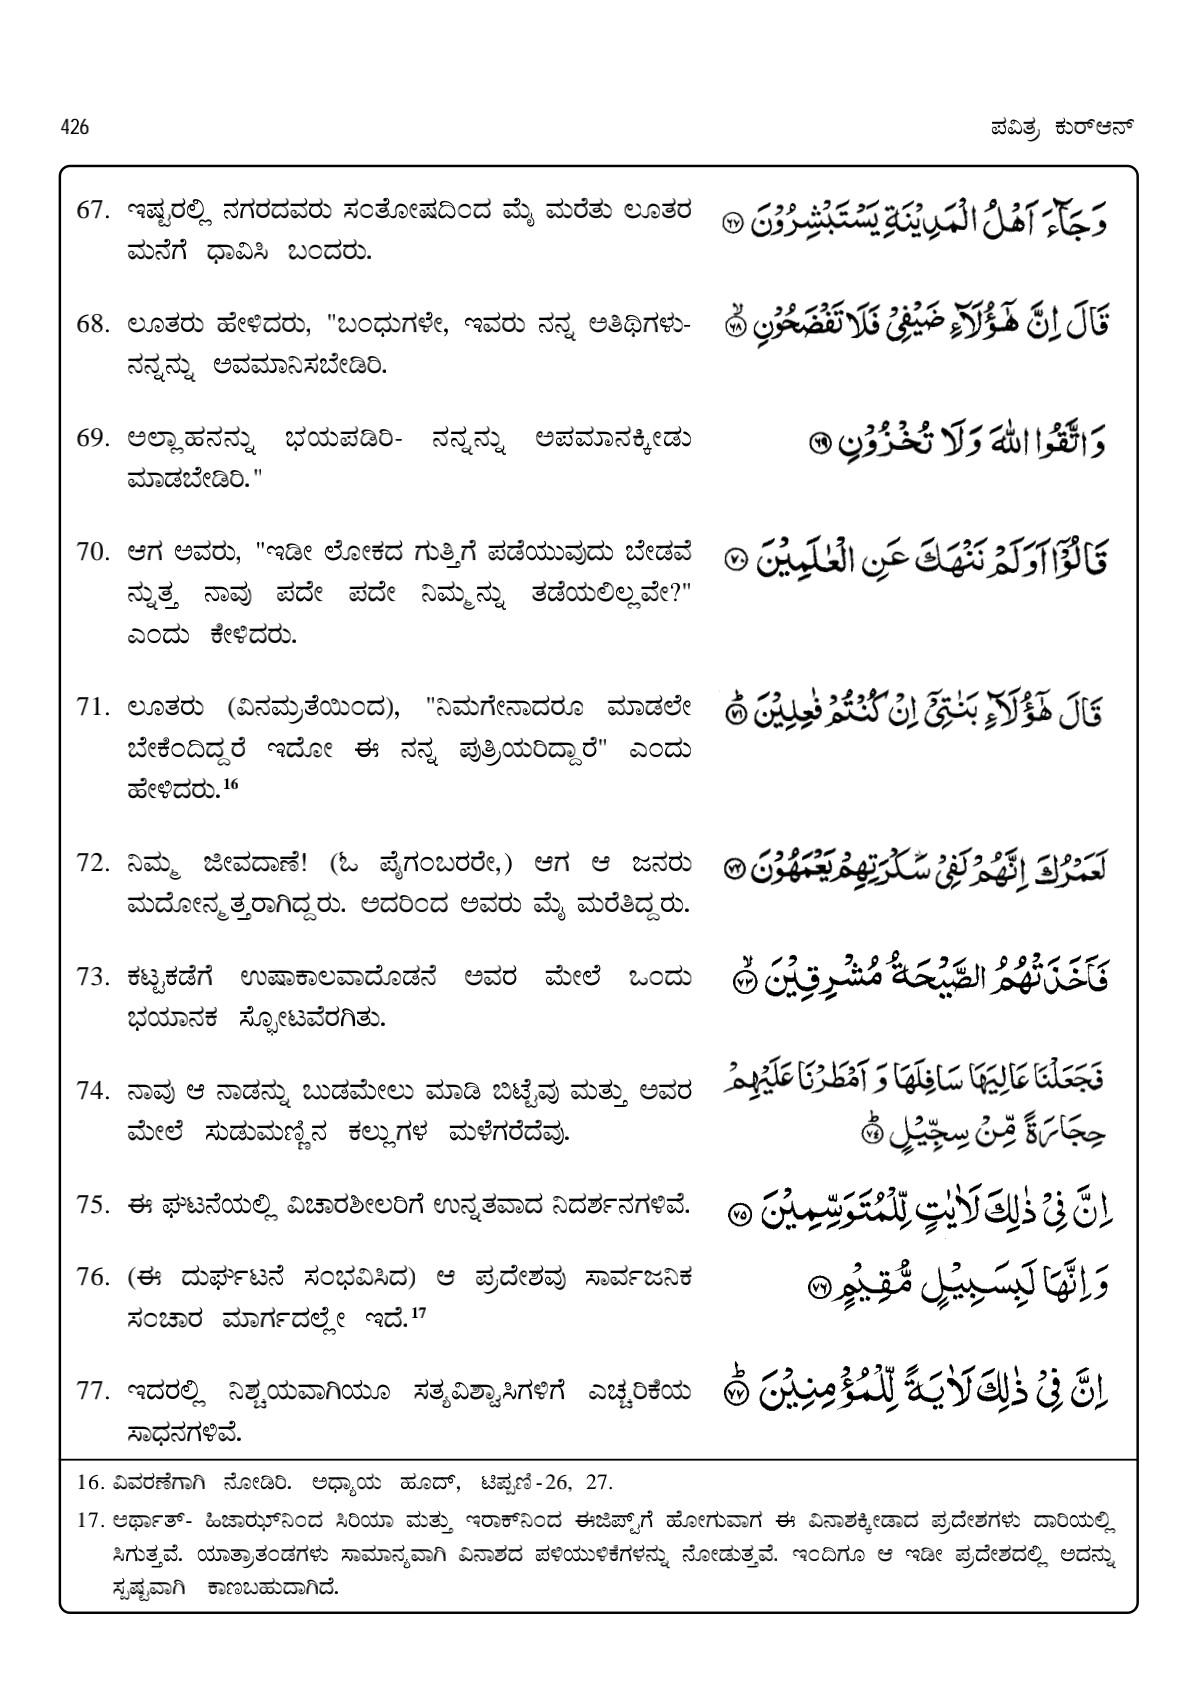 426
ಪವಿತ್ರ ಕುರ್‌ಆನ್
67. ಇಷ್ಟರಲ್ಲಿ ನಗರದವರು ಸಂತೋಷದಿಂದ ಮೈ ಮರೆತು ಲೂತರ
ಮನೆಗೆ ಧಾವಿಸಿ ಬಂದರು.
وَجَآءَ اَهْلُ الْمَدِيْنَةِ يَسْتَبْشِرُوْنَ ﴿٦٧﴾
68. ಲೂತರು ಹೇಳಿದರು, "ಬಂಧುಗಳೇ, ಇವರು ನನ್ನ ಅತಿಥಿಗಳು-
ನನ್ನನ್ನು ಅವಮಾನಿಸಬೇಡಿರಿ.
قَالَ اِنَّ هٰٓؤُلَآءِ ضَيْفِىْ فَلَا تَفْضَحُوْنِ ۙ﴿٦٨﴾
69. ಅಲ್ಲಾಹನನ್ನು ಭಯಪಡಿರಿ- ನನ್ನನ್ನು ಅಪಮಾನಕ್ಕೀಡು
ಮಾಡಬೇಡಿರಿ."
وَاتَّقُوا اللّٰهَ وَلَا تُخْزُوْنِ ﴿٦٩﴾
70. ಆಗ ಅವರು, "ಇಡೀ ಲೋಕದ ಗುತ್ತಿಗೆ ಪಡೆಯುವುದು ಬೇಡವೆ
ನ್ನುತ್ತ ನಾವು ಪದೇ ಪದೇ ನಿಮ್ಮನ್ನು ತಡೆಯಲಿಲ್ಲವೇ?"
ಎಂದು ಕೇಳಿದರು.
قَالُوْٓا اَوَلَمْ نَنْهَكَ عَنِ الْعٰلَمِيْنَ ﴿٧٠﴾
71. ಲೂತರು (ವಿನಮ್ರತೆಯಿಂದ), "ನಿಮಗೇನಾದರೂ ಮಾಡಲೇ
ಬೇಕೆಂದಿದ್ದರೆ ಇದೋ ಈ ನನ್ನ ಪುತ್ರಿಯರಿದ್ದಾರೆ" ಎಂದು
ಹೇಳಿದರು.16
قَالَ هٰٓؤُلَآءِ بَنٰتِىْٓ اِنْ كُنْتُمْ فٰعِلِيْنَ ؕ﴿٧١﴾
72. ನಿಮ್ಮ ಜೀವದಾಣೆ! (ಓ ಪೈಗಂಬರರೇ,) ಆಗ ಆ ಜನರು
ಮದೋನ್ಮತ್ತರಾಗಿದ್ದರು. ಅದರಿಂದ ಅವರು ಮೈ ಮರೆತಿದ್ದರು.
لَعَمْرُكَ اِنَّهُمْ لَفِىْ سَكْرَتِهِمْ يَعْمَهُوْنَ ﴿٧٢﴾
73. ಕಟ್ಟಕಡೆಗೆ ಉಷಾಕಾಲವಾದೊಡನೆ ಅವರ ಮೇಲೆ ಒಂದು
ಭಯಾನಕ ಸ್ಫೋಟವೆರಗಿತು.
فَاَخَذَتْهُمُ الصَّيْحَةُ مُشْرِقِيْنَ ۙ﴿٧٣﴾
74. ನಾವು ಆ ನಾಡನ್ನು ಬುಡಮೇಲು ಮಾಡಿ ಬಿಟ್ಟೆವು ಮತ್ತು ಅವರ
ಮೇಲೆ ಸುಡುಮಣ್ಣಿನ ಕಲ್ಲುಗಳ ಮಳೆಗರೆದೆವು.
فَجَعَلْنَا عَالِيَهَا سَافِلَهَا وَ اَمْطَرْنَا عَلَيْهِمْ
حِجَارَةً مِّنْ سِجِّيْلٍ ؕ﴿٧٤﴾
75. ಈ ಘಟನೆಯಲ್ಲಿ ವಿಚಾರಶೀಲರಿಗೆ ಉನ್ನತವಾದ ನಿದರ್ಶನಗಳಿವೆ.
اِنَّ فِىْ ذٰلِكَ لَاٰيٰتٍ لِّلْمُتَوَسِّمِيْنَ ﴿٧٥﴾
76. (ಈ ದುರ್ಘಟನೆ ಸಂಭವಿಸಿದ) ಆ ಪ್ರದೇಶವು ಸಾರ್ವಜನಿಕ
ಸಂಚಾರ ಮಾರ್ಗದಲ್ಲೇ ಇದೆ.17
وَاِنَّهَا لَبِسَبِيْلٍ مُّقِيْمٍ ﴿٧٦﴾
77. ಇದರಲ್ಲಿ ನಿಶ್ಚಯವಾಗಿಯೂ ಸತ್ಯವಿಶ್ವಾಸಿಗಳಿಗೆ ಎಚ್ಚರಿಕೆಯ
ಸಾಧನಗಳಿವೆ.
اِنَّ فِىْ ذٰلِكَ لَاٰيَةً لِّلْمُؤْمِنِيْنَ ؕ﴿٧٧﴾
16. ವಿವರಣೆಗಾಗಿ ನೋಡಿರಿ. ಅಧ್ಯಾಯ ಹೂದ್, ಟಿಪ್ಪಣಿ-26, 27.
17. ಅರ್ಥಾತ್- ಹಿಜಾಝ್‌ನಿಂದ ಸಿರಿಯಾ ಮತ್ತು ಇರಾಕ್‌ನಿಂದ ಈಜಿಪ್ಟ್‌ಗೆ ಹೋಗುವಾಗ ಈ ವಿನಾಶಕ್ಕೀಡಾದ ಪ್ರದೇಶಗಳು ದಾರಿಯಲ್ಲಿ
ಸಿಗುತ್ತವೆ. ಯಾತ್ರಾತಂಡಗಳು ಸಾಮಾನ್ಯವಾಗಿ ವಿನಾಶದ ಪಳಿಯುಳಿಕೆಗಳನ್ನು ನೋಡುತ್ತವೆ. ಇಂದಿಗೂ ಆ ಇಡೀ ಪ್ರದೇಶದಲ್ಲಿ ಅದನ್ನು
ಸ್ಪಷ್ಟವಾಗಿ ಕಾಣಬಹುದಾಗಿದೆ.